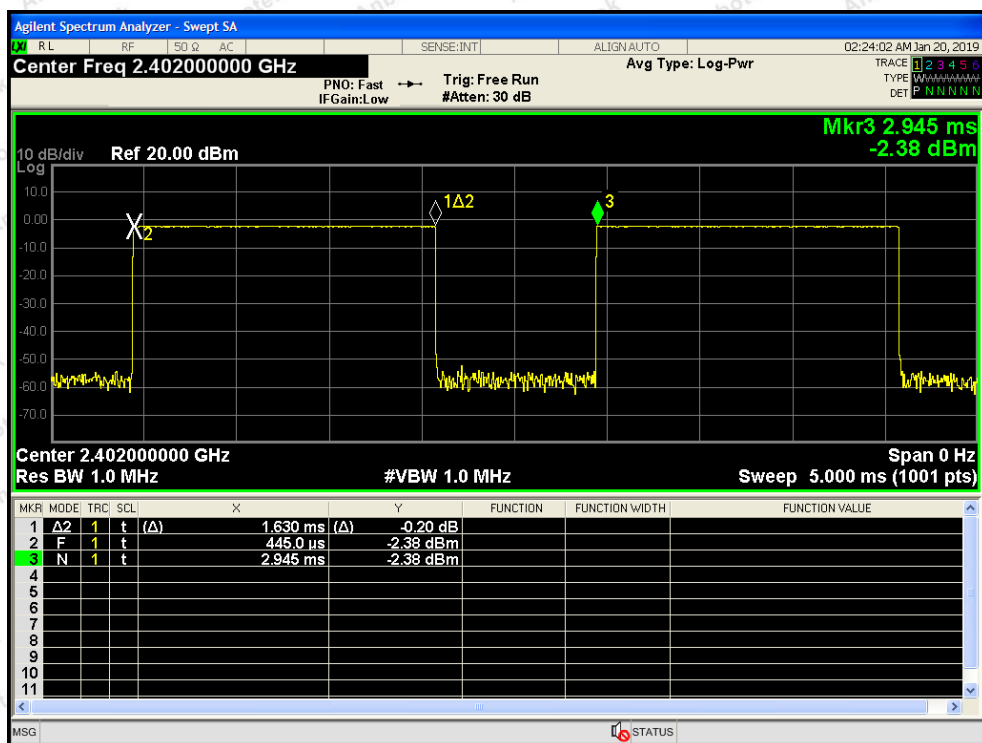 Agilent Spectrum Analyzer - Swept SA
LXI RL RF 50 Ω AC SENSE:INT ALIGN AUTO 02:24:02 AM Jan 20, 2019
Center Freq 2.402000000 GHz Avg Type: Log-Pwr TRACE 1 2 3 4 5 6
PNO: Fast Trig: Free Run TYPE WWWWWW
IFGain:Low #Atten: 30 dB DET P N N N N N
Mkr3 2.945 ms
10 dB/div Ref 20.00 dBm -2.38 dBm
Log
10.0
0.00
-10.0
-20.0
-30.0
-40.0
-50.0
-60.0
-70.0
2
1Δ2
3
Center 2.402000000 GHz Span 0 Hz
Res BW 1.0 MHz #VBW 1.0 MHz Sweep 5.000 ms (1001 pts)
MKR MODE TRC SCL X Y FUNCTION FUNCTION WIDTH FUNCTION VALUE
1 Δ2 1 t (Δ) 1.630 ms (Δ) -0.20 dB
2 F 1 t 445.0 µs -2.38 dBm
3 N 1 t 2.945 ms -2.38 dBm
4
5
6
7
8
9
10
11
MSG STATUS